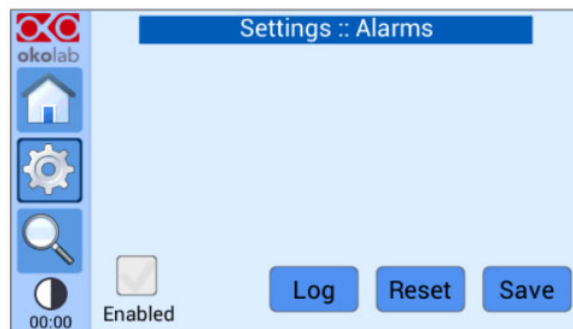 Settings :: Alarms
okolab
Enabled
Log
Reset
Save
00:00